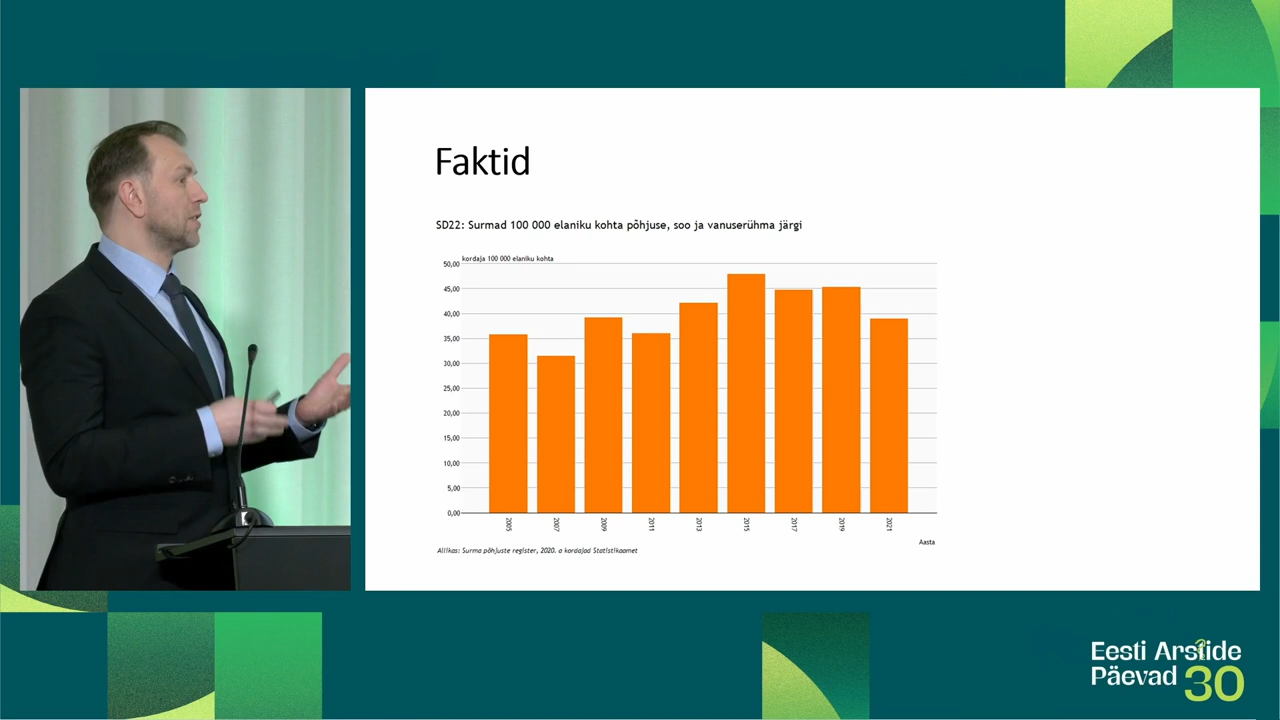 Faktid
SD22: Surmad 100 000 elaniku kohta põhjuse, soo ja vanuserühma järgi
kordaja 100 000 elaniku kohta
50,00
45,00
40,00
35,00
30,00
25,00
20,00
15,00
10,00
5,00
0,00
2005
2007
2009
2011
2013
2015
2017
2019
2021
Aasta
Allikas: Surma põhjuste register, 2020. a kordajad Statistikaamet
Eesti Arstide
Päevad 30